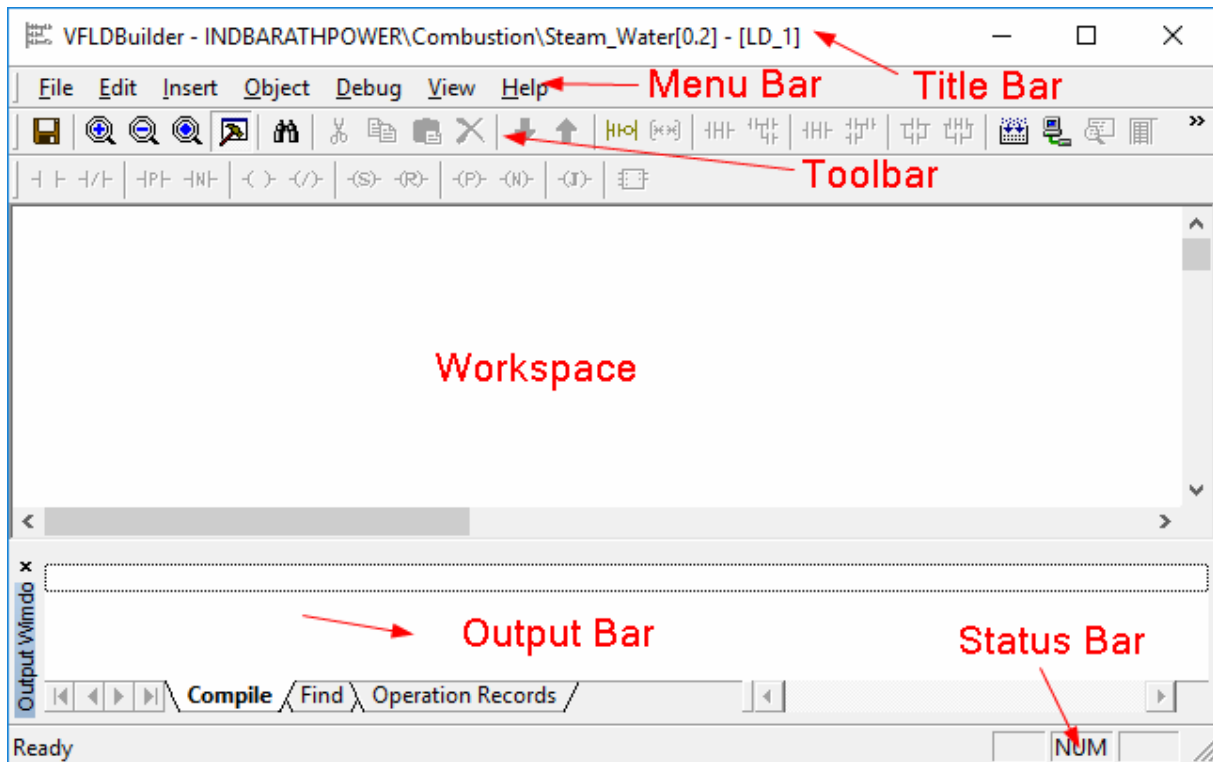 VFLDBuilder - INDBARATHPOWER\Combustion\Steam_Water[0.2] - [LD_1]
Title Bar
File Edit Insert Object Debug View Help
Menu Bar
Toolbar
P N ( ) (/) (S) (R) (P) (N) (J)
Workspace
Output Wimdo
Output Bar
Status Bar
Compile Find Operation Records
Ready
NUM